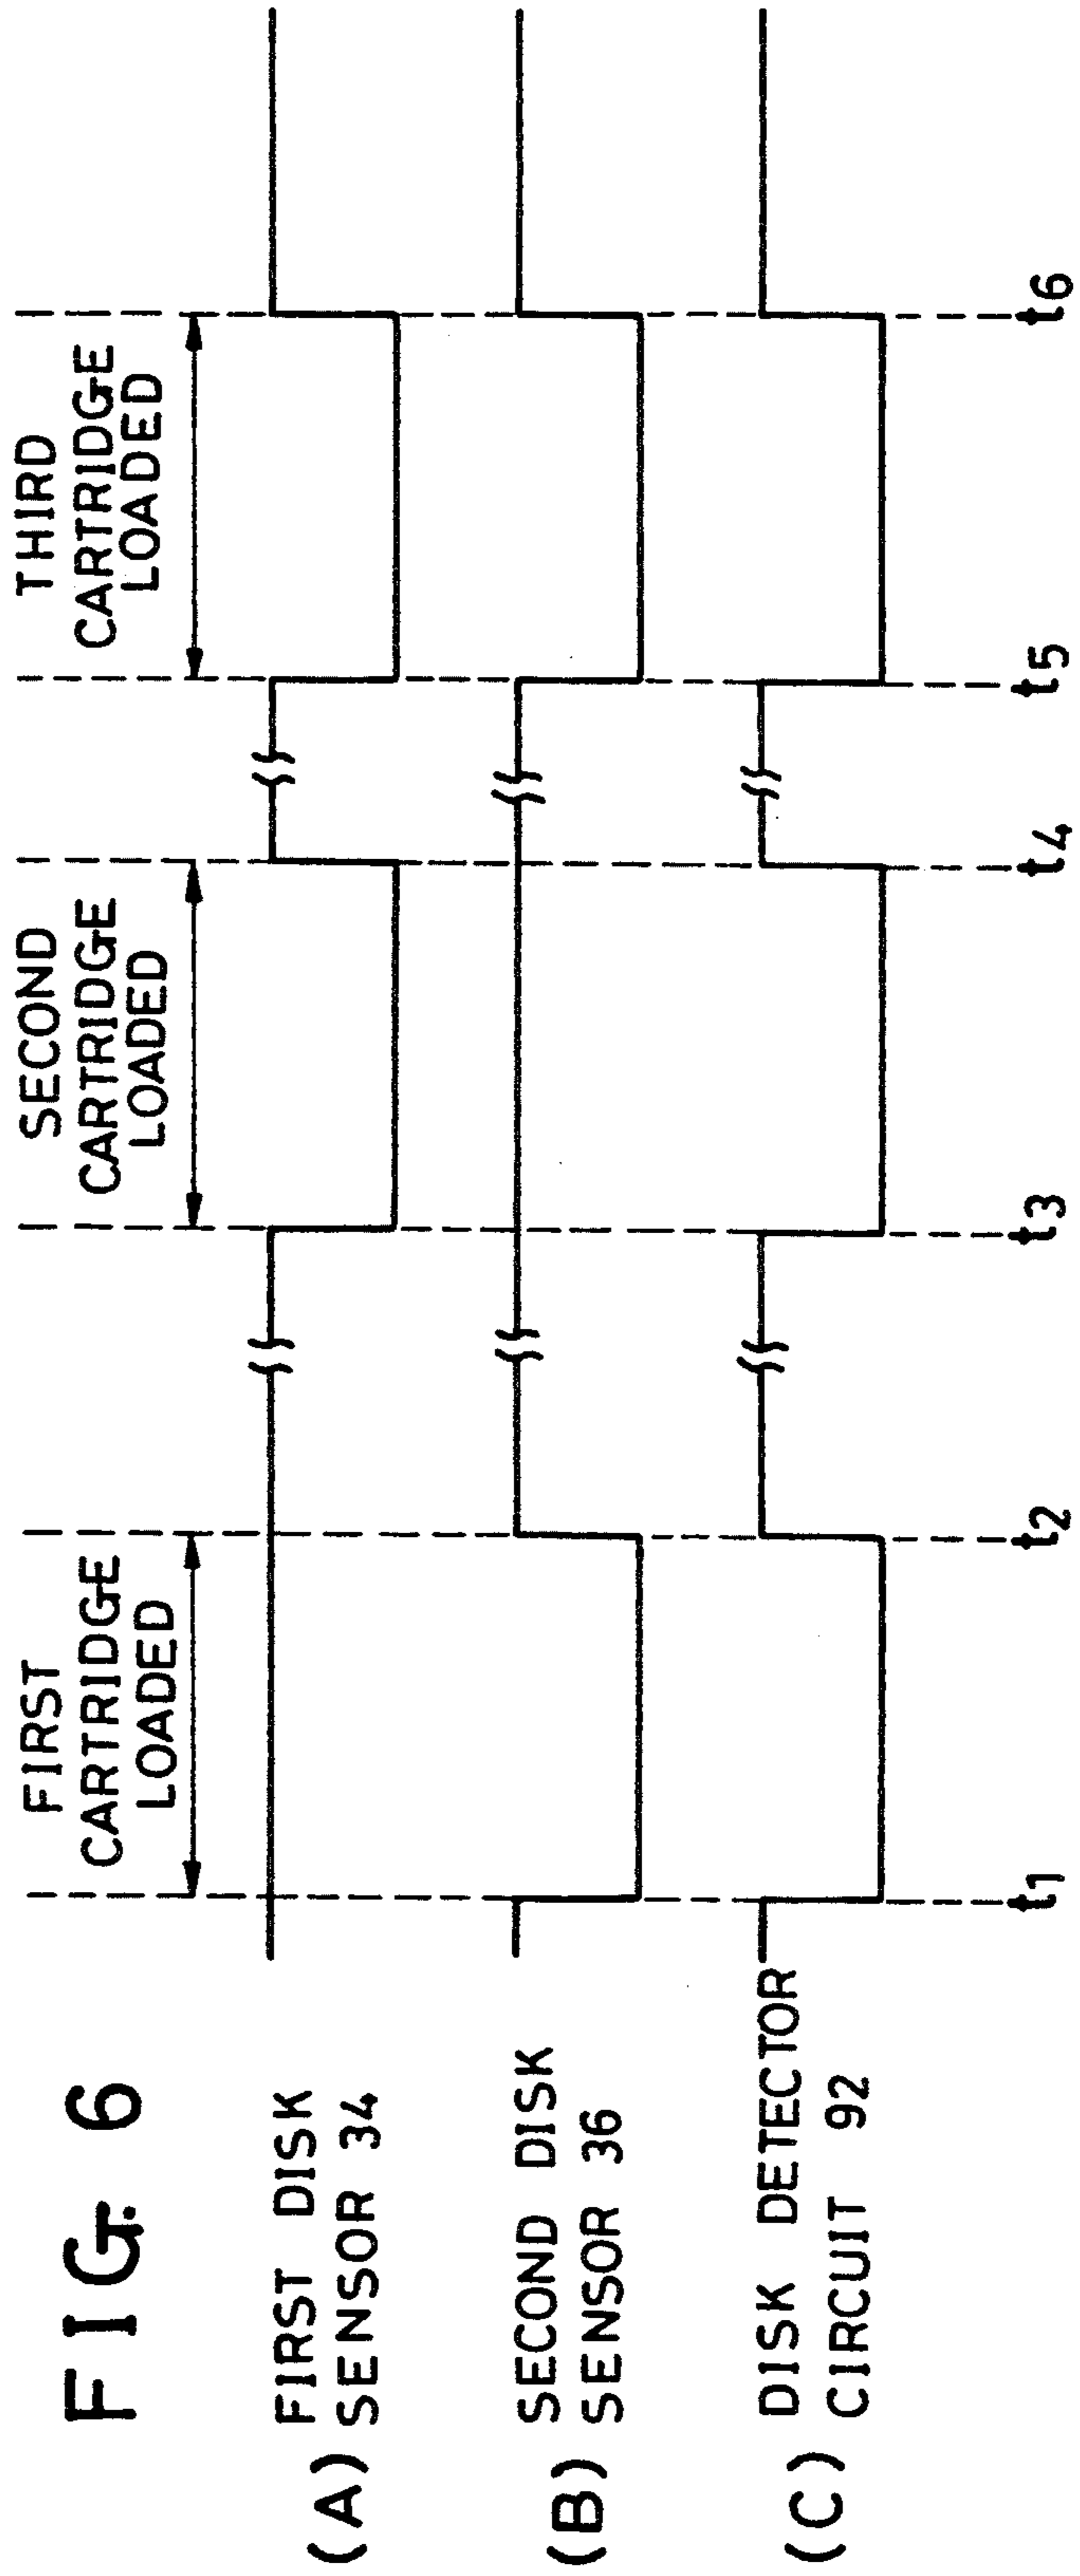 FIG. 6
FIRST
CARTRIDGE
LOADED
SECOND
CARTRIDGE
LOADED
THIRD
CARTRIDGE
LOADED
(A) FIRST DISK
SENSOR 34
(B) SECOND DISK
SENSOR 36
(C) DISK DETECTOR
CIRCUIT 92
t1 t2 t3 t4 t5 t6